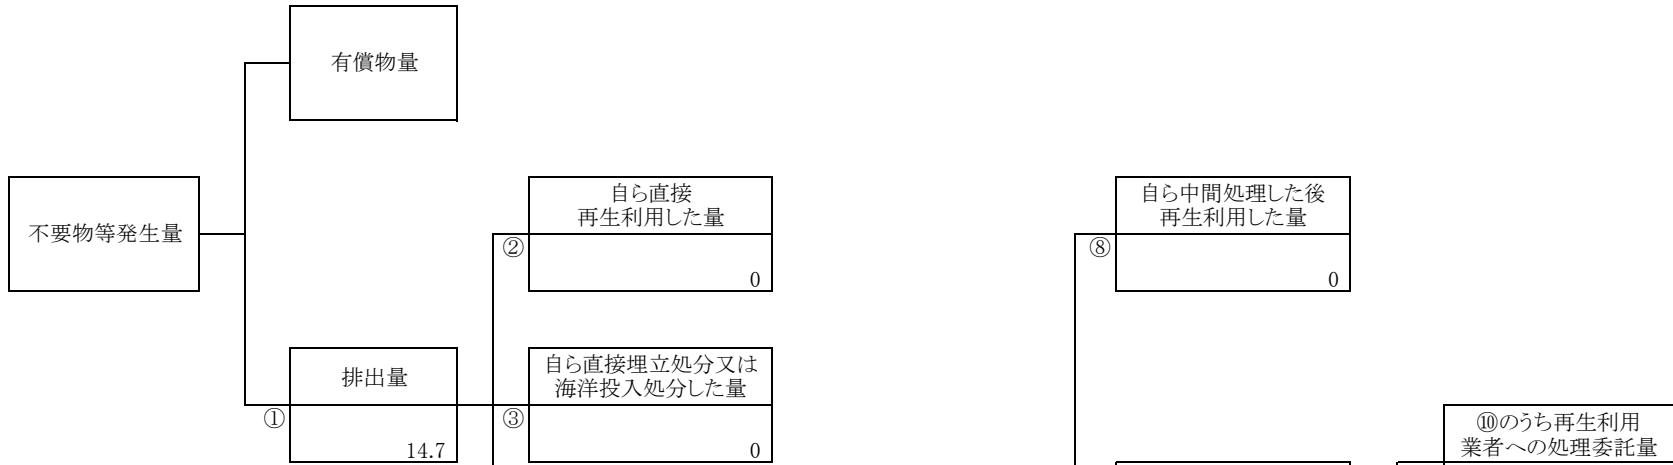 有償物量
不要物等発生量
自ら直接
再生利用した量
②
0
自ら中間処理した後
再生利用した量
⑧
0
排出量
①
14.7
自ら直接埋立処分又は
海洋投入処分した量
③
0
⑩のうち再生利用
業者への処理委託量